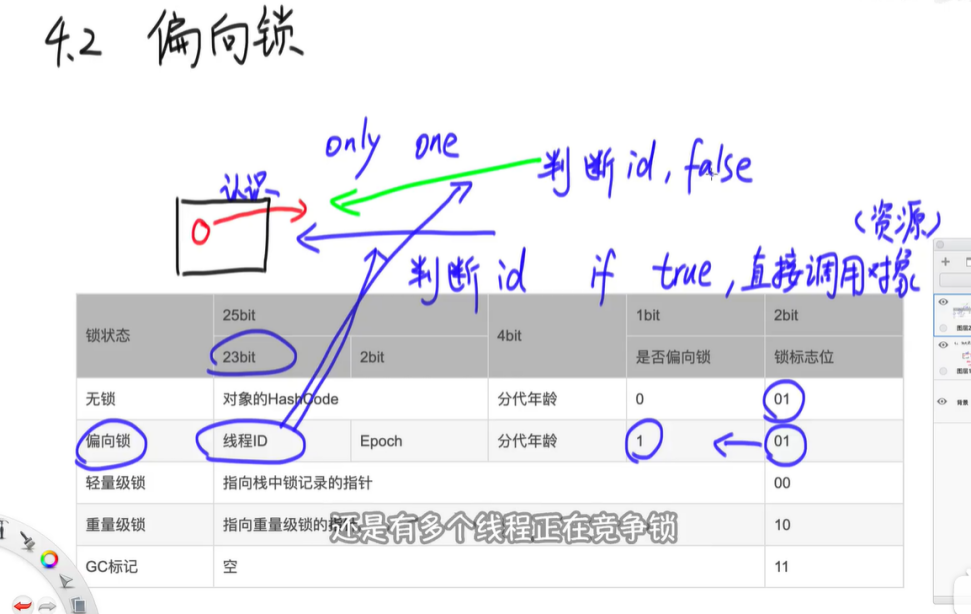 4.2 偏向锁
only one
判断id, false
认识
(资源)
判断id if true, 直接调用对象
锁状态 25bit 4bit 1bit 2bit
23bit 2bit 是否偏向锁 锁标志位
无锁 对象的HashCode 分代年龄 0 01
偏向锁 线程ID Epoch 分代年龄 1 01
轻量级锁 指向栈中锁记录的指针 00
重量级锁 指向重量级锁的 10
还是有多个线程正在竞争锁
GC标记 空 11
背景